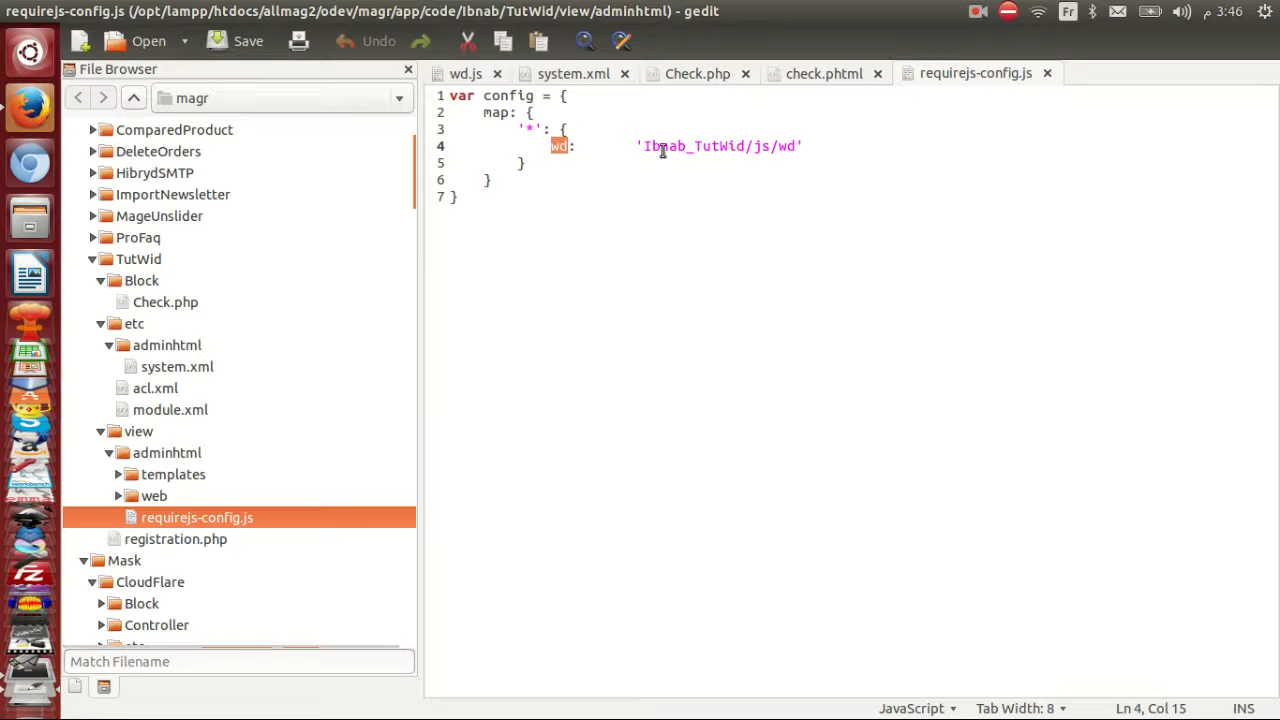 requirejs-config.js (/opt/lampp/htdocs/allmag2/odev/magr/app/code/Ibnab/TutWid/view/adminhtml) - gedit
Fr
3:46 م
Open
Save
Undo
File Browser
magr
ComparedProduct
DeleteOrders
HibrydSMTP
ImportNewsletter
MageUnslider
ProFaq
TutWid
Block
Check.php
etc
adminhtml
system.xml
acl.xml
module.xml
view
adminhtml
templates
web
requirejs-config.js
registration.php
Mask
CloudFlare
Block
Controller
Match Filename
wd.js
system.xml
Check.php
check.phtml
requirejs-config.js
1 var config = {
2 map: {
3 '*': {
4 wd: 'Ibnab_TutWid/js/wd'
5 }
6 }
7 }
JavaScript
Tab Width: 8
Ln 4, Col 15
INS